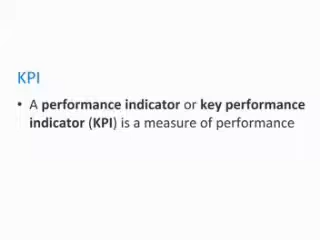 KPI
• A performance indicator or key performance
indicator (KPI) is a measure of performance